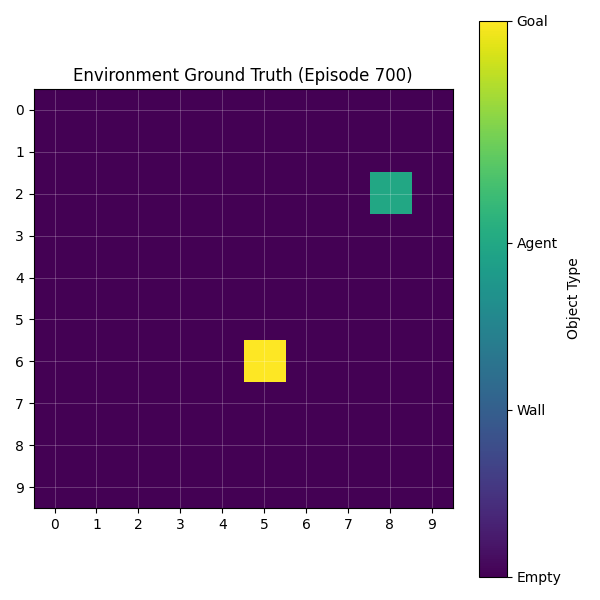 Environment Ground Truth (Episode 700)
Goal
Agent
Wall
Empty
Object Type
0
1
2
3
4
5
6
7
8
9
0 1 2 3 4 5 6 7 8 9